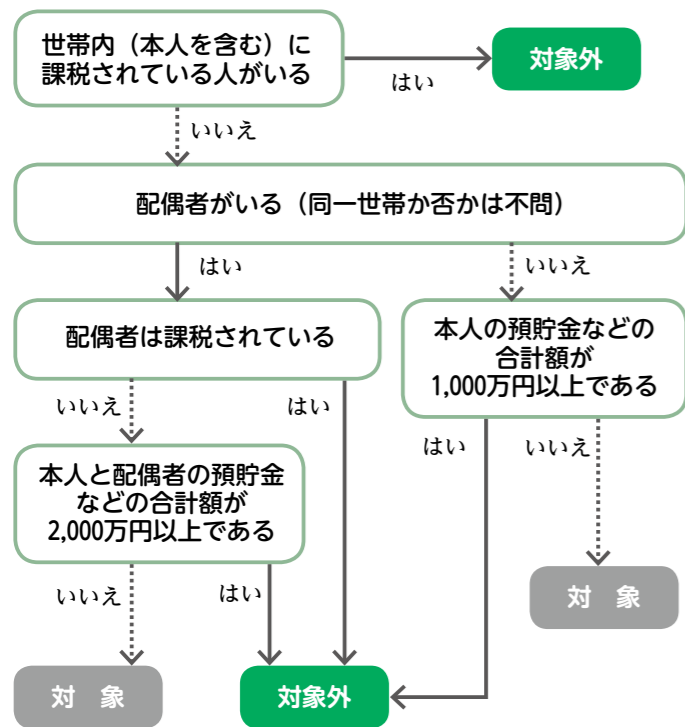 世帯内（本人を含む）に
課税されている人がいる
はい
対象外
いいえ
配偶者がいる（同一世帯か否かは不問）
はい
いいえ
配偶者は課税されている
本人の預貯金などの
合計額が
1,000万円以上である
いいえ
はい
はい
いいえ
本人と配偶者の預貯金
などの合計額が
2,000万円以上である
対　象
いいえ
はい
対　象
対象外